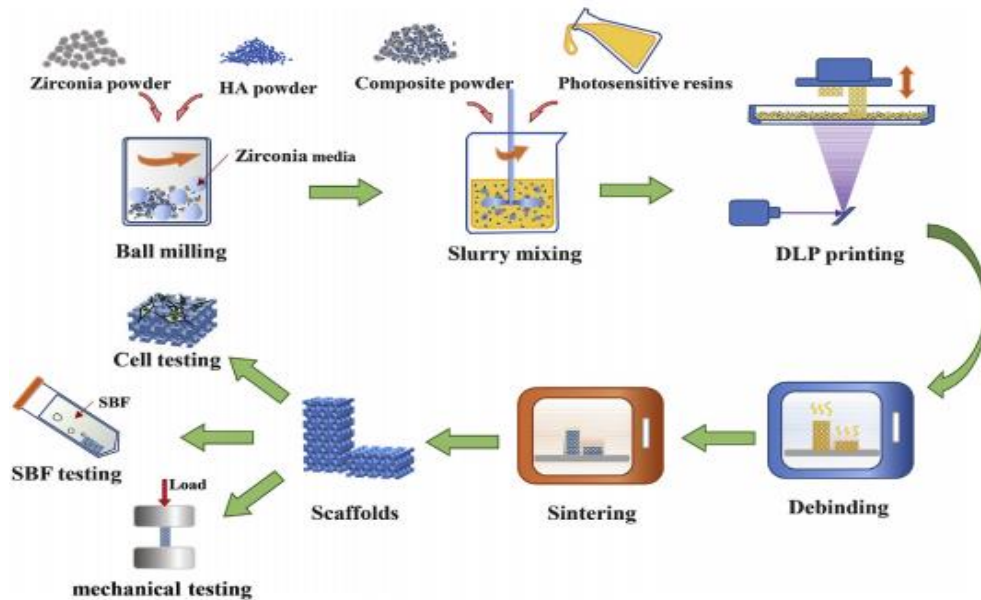 Zirconia powder
HA powder
Composite powder
Photosensitive resins
Zirconia media
Ball milling
Slurry mixing
DLP printing
Cell testing
SBF
SBF testing
Load
mechanical testing
Scaffolds
Sintering
Debinding